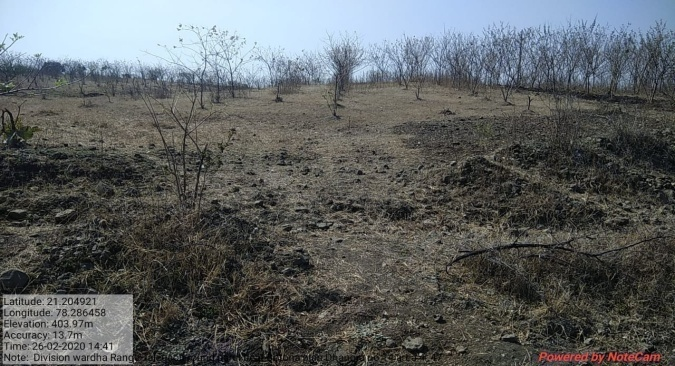 Latitude: 21.204921
Longitude: 78.286458
Elevation: 403.97m
Accuracy: 13.7m
Time: 26-02-2020 14:41
Note: Division wardha Range
Powered by NoteCam